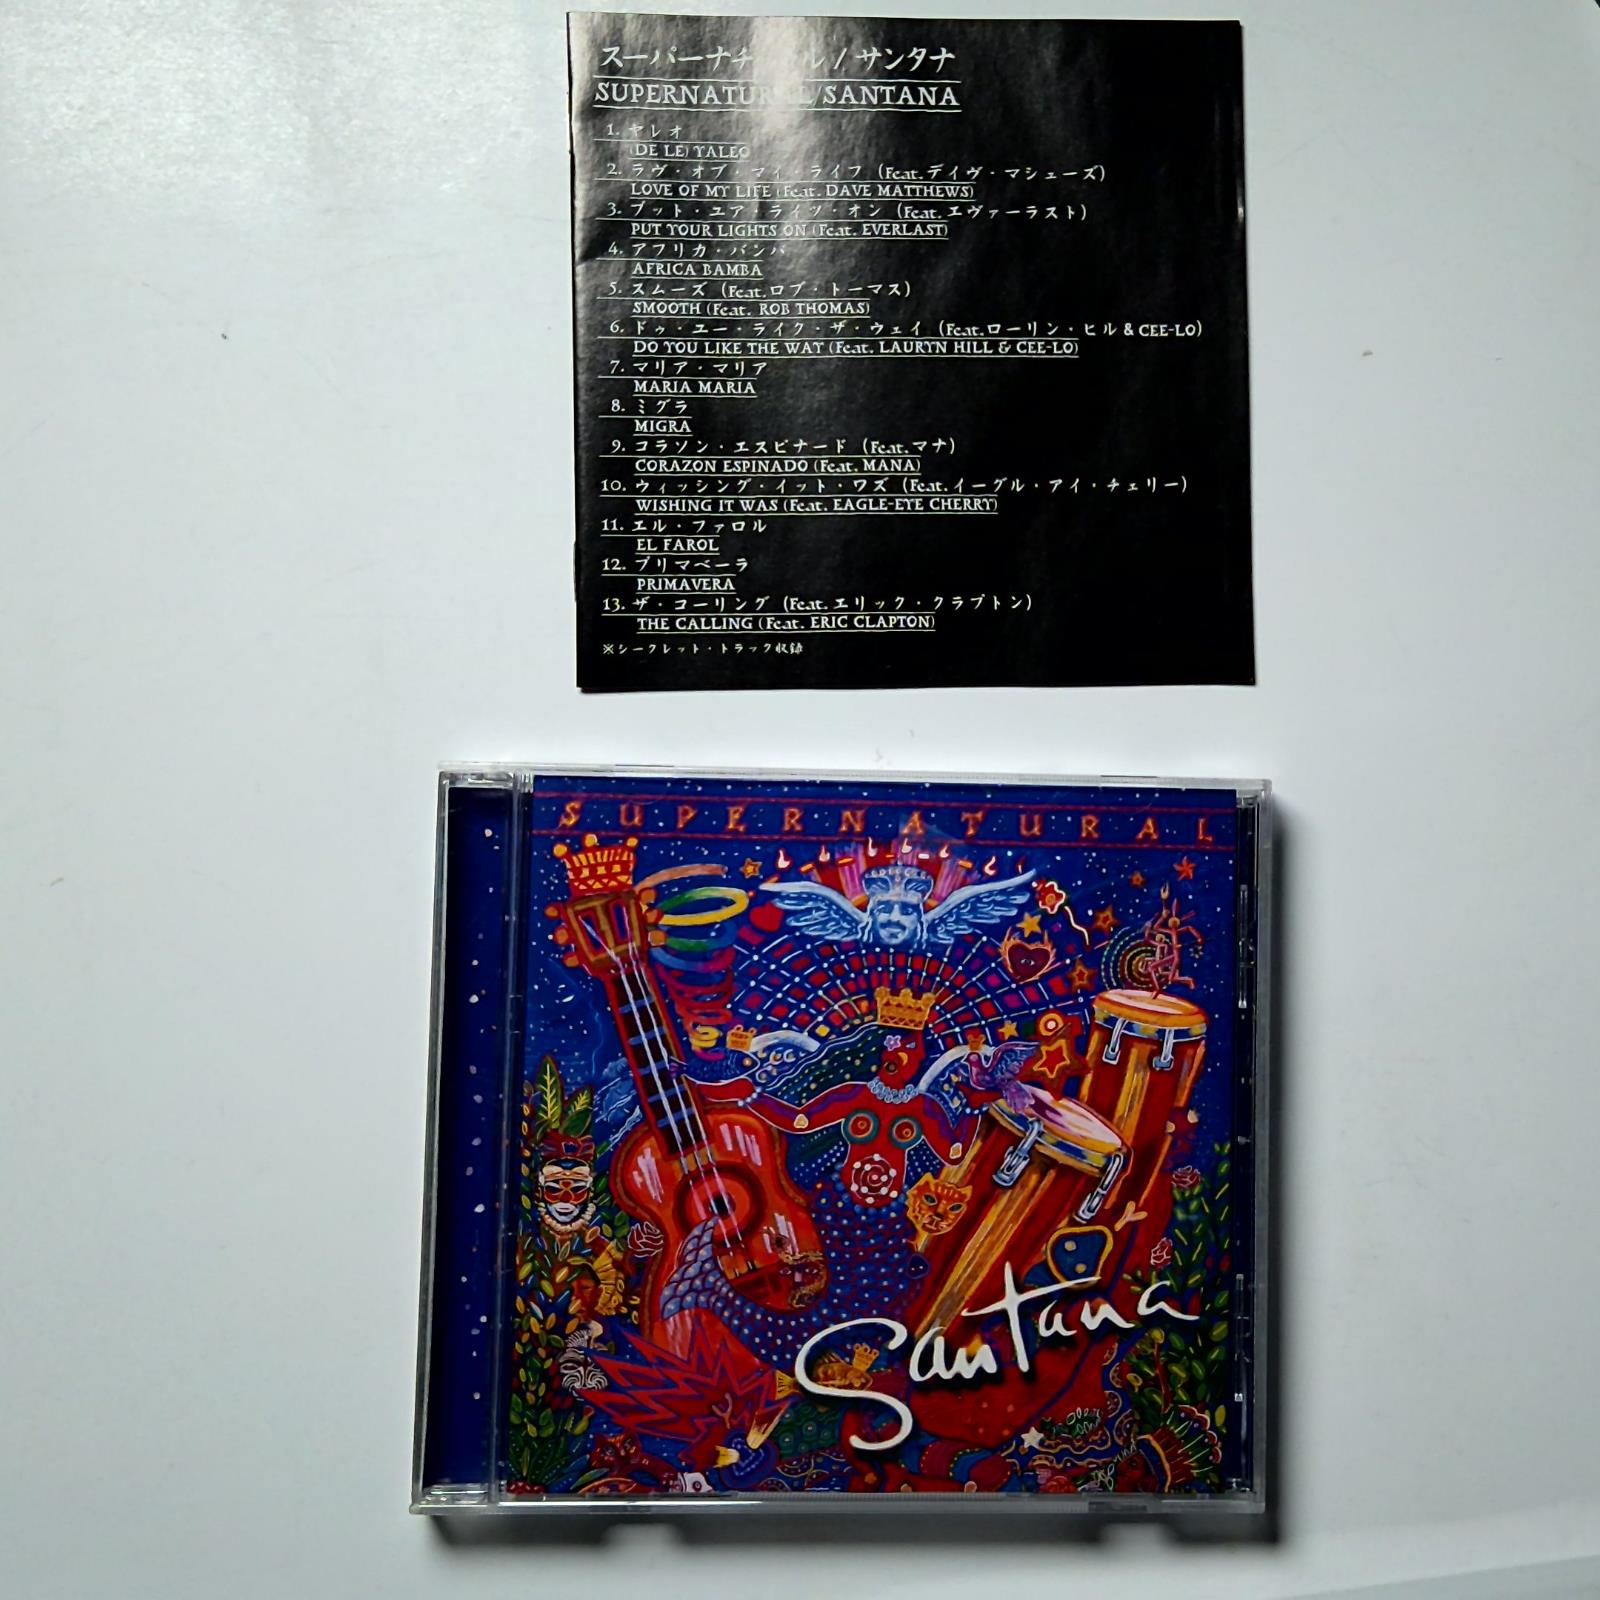 スーパーナチ ル / サンタナ
SUPERNATURAL/SANTANA
1. ヤレオ
(DE LE) YALEO
2. ラヴ・オブ・マイ・ライフ (Feat.デイヴ・マシューズ)
LOVE OF MY LIFE (Feat. DAVE MATTHEWS)
3. プット・ユア・ライツ・オン (Feat.エヴァーラスト)
PUT YOUR LIGHTS ON (Feat. EVERLAST)
4. アフリカ・バンバ
AFRICA BAMBA
5. スムーズ (Feat.ロブ・トーマス)
SMOOTH (Feat. ROB THOMAS)
6. ドゥ・ユー・ライク・ザ・ウェイ (Feat.ローリン・ヒル & CEE-LO)
DO YOU LIKE THE WAY (Feat. LAURYN HILL & CEE-LO)
7. マリア・マリア
MARIA MARIA
8. ミグラ
MIGRA
9. コラソン・エスピナード (Feat.マナ)
CORAZON ESPINADO (Feat. MANA)
10. ウィッシング・イット・ワズ (Feat.イーグル・アイ・チェリー)
WISHING IT WAS (Feat. EAGLE-EYE CHERRY)
11. エル・ファロル
EL FAROL
12. プリマベーラ
PRIMAVERA
13. ザ・コーリング (Feat.エリック・クラプトン)
THE CALLING (Feat. ERIC CLAPTON)
※シークレット・トラック収録
SUPERNATURAL
Santana